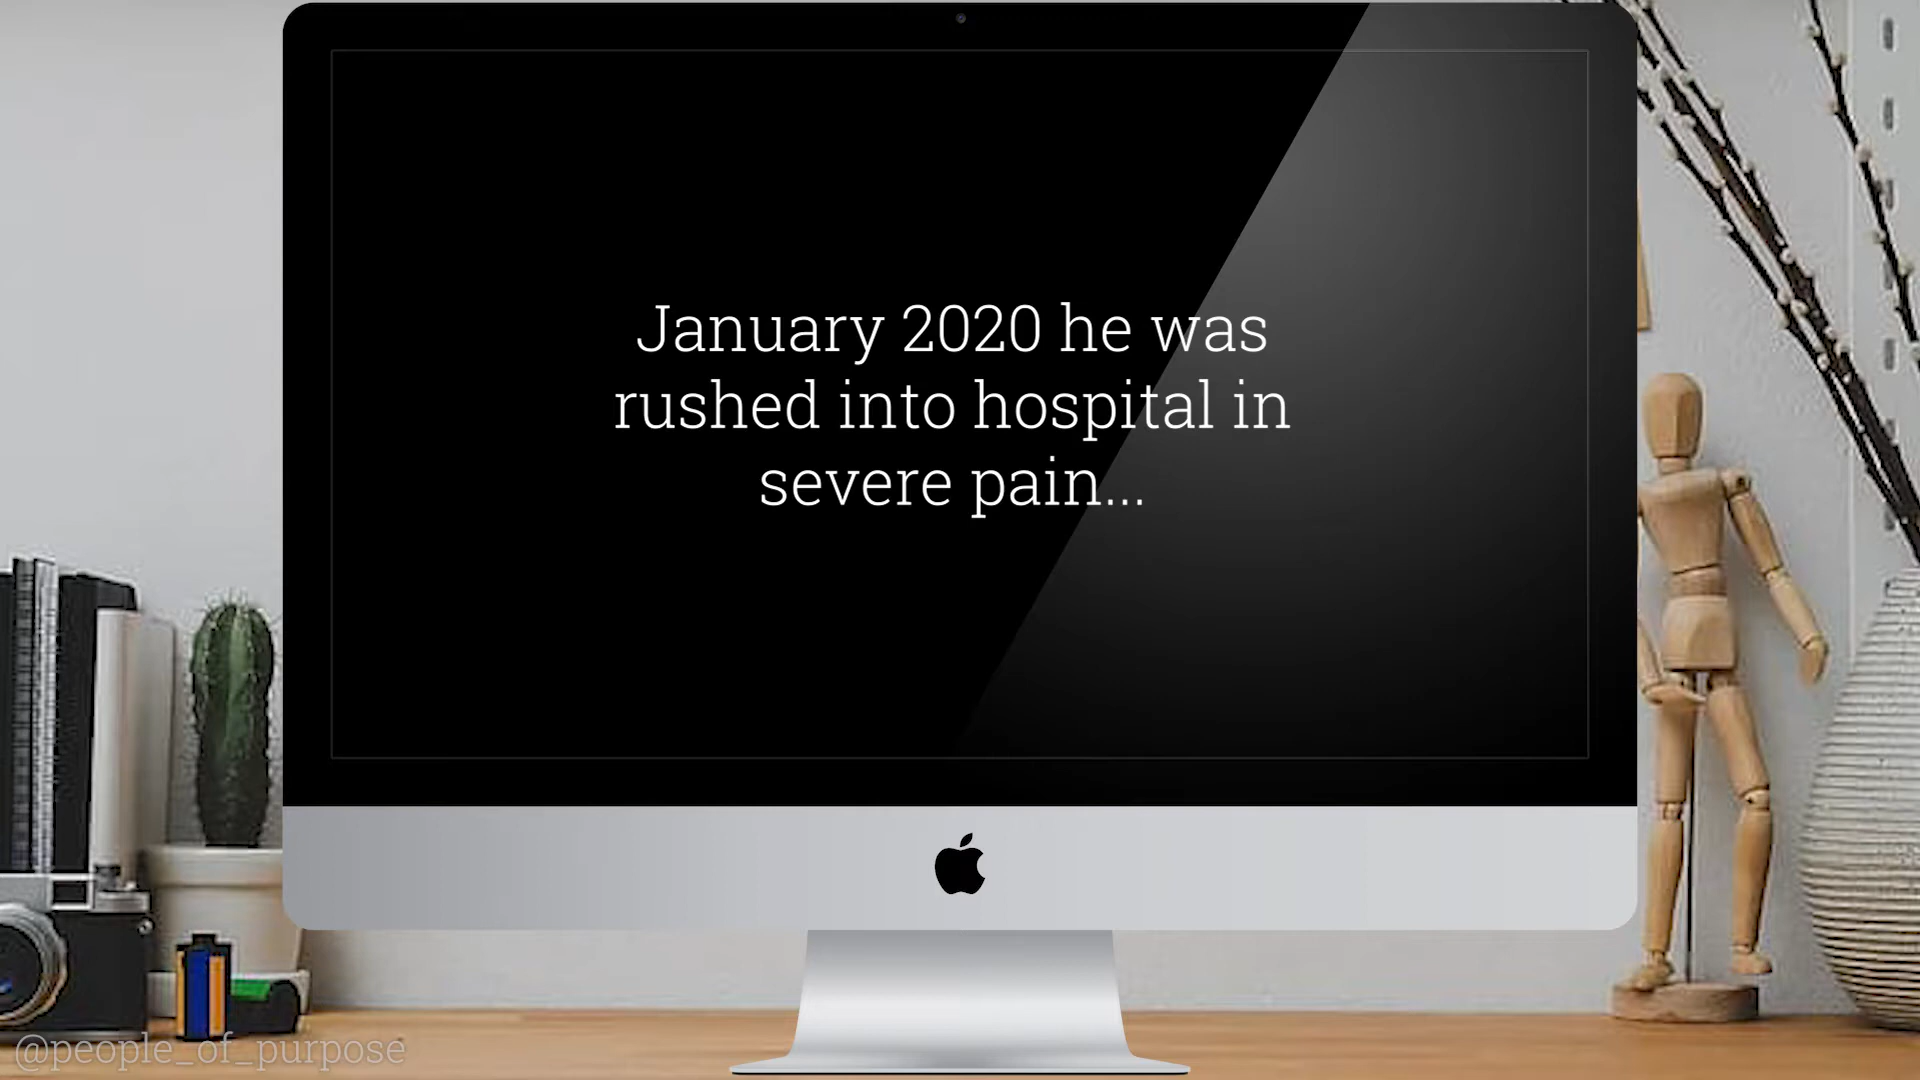 January 2020 he was
rushed into hospital in
severe pain...
@people_of_purpose